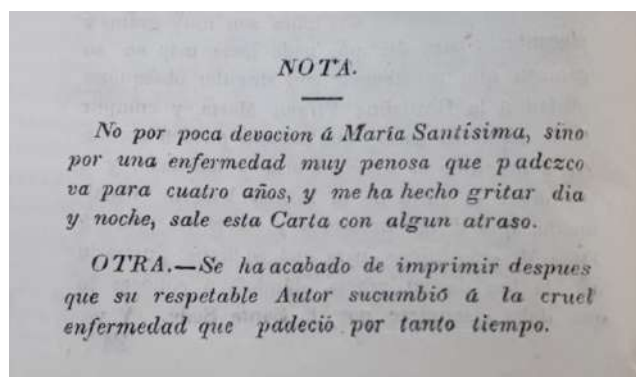 NOTA.
No por poca devocion á María Santísima, sino
por una enfermedad muy penosa que padezco
va para cuatro años, y me ha hecho gritar dia
y noche, sale esta Carta con algun atraso.
OTRA.—Se ha acabado de imprimir despues
que su respetable Autor sucumbió á la cruel
enfermedad que padeció por tanto tiempo.